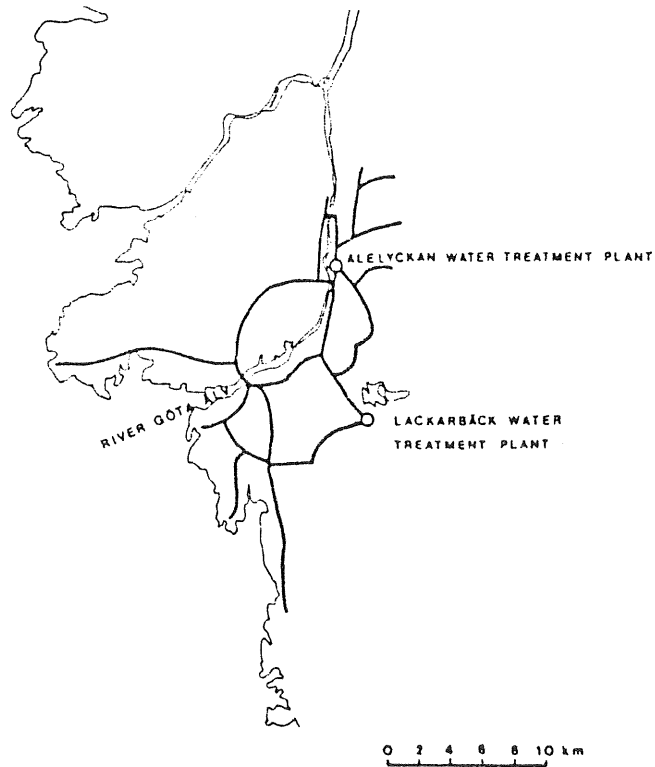 ALELYCKAN WATER TREATMENT PLANT
RIVER GÖTA ÄLV
LACKARBÄCK WATER
TREATMENT PLANT
0 2 4 6 8 10 km